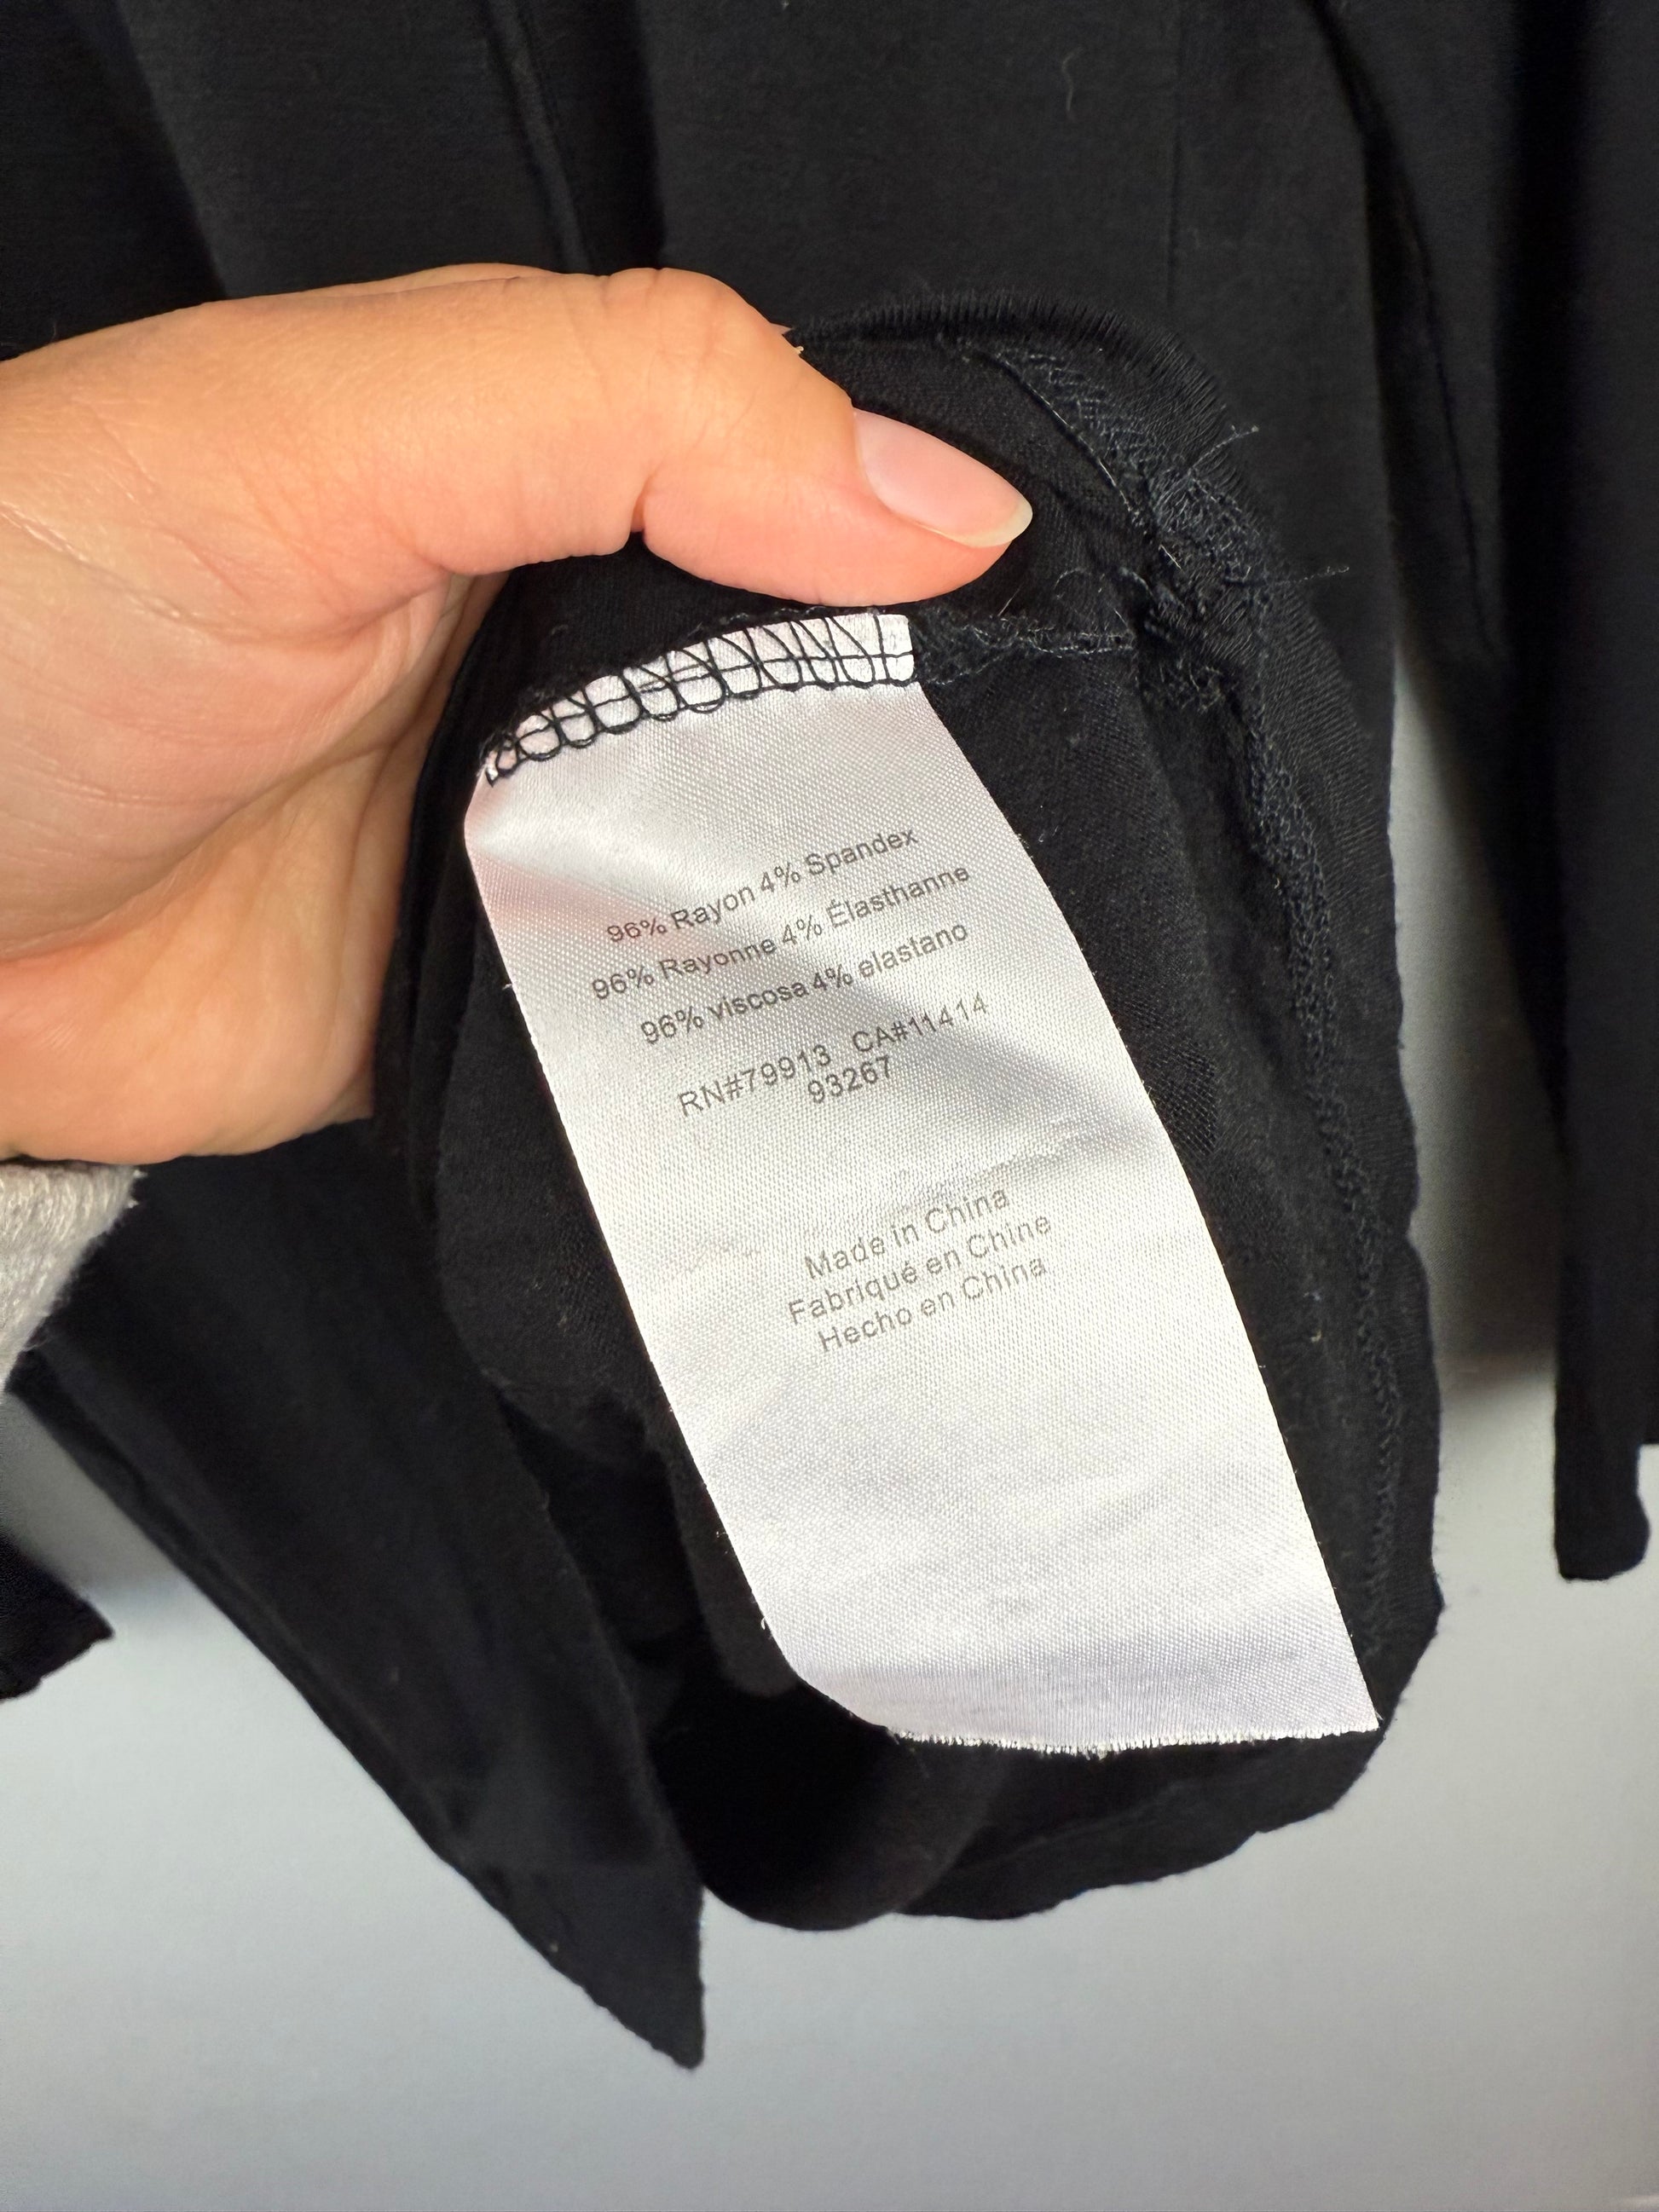 96% Rayon 4% Spandex
96% Rayonne 4% Élasthanne
96% viscosa 4% elastano
RN#79913 CA#11414
93267
Made in China
Fabriqué en Chine
Hecho en China